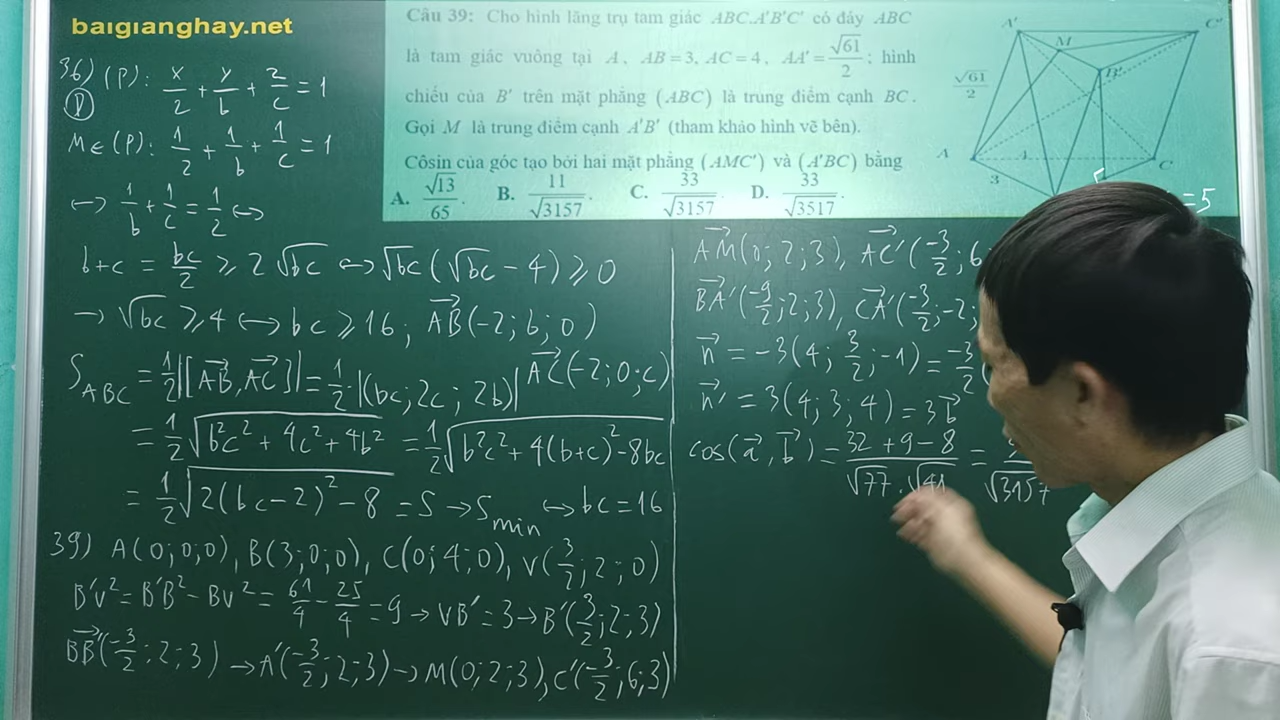 baigianghay.net
Câu 39: Cho hình lăng trụ tam giác ABC.A'B'C' có đáy ABC
là tam giác vuông tại A, AB = 3, AC = 4, AA' = √61/2; hình
chiếu của B' trên mặt phẳng (ABC) là trung điểm cạnh BC.
Gọi M là trung điểm cạnh A'B' (tham khảo hình vẽ bên).
Côsin của góc tạo bởi hai mặt phẳng (AMC') và (A'BC) bằng
A. √13/65. B. 11/√3157. C. 33/√3157. D. 33/√3517.
A' C'
M
B'
√61/2
A C
3
=5
36) (P): x/2 + y/b + z/c = 1
D
M∈(P): 1/2 + 1/b + 1/c = 1
↔ 1/b + 1/c = 1/2 ↔
b+c = bc/2 ≥ 2√bc ↔ √bc(√bc - 4) ≥ 0
→ √bc ≥ 4 ↔ bc ≥ 16; AB(-2; b; 0)
S ABC = 1/2|[AB, AC]| = 1/2.|(bc; 2c; 2b)| AC(-2; 0; c)
= 1/2 √(b²c² + 4c² + 4b²) = 1/2 √(b²c² + 4(b+c)² - 8bc
= 1/2 √(2(bc-2)² - 8 = S → S min ↔ bc = 16
39) A(0; 0; 0), B(3; 0; 0), C(0; 4; 0), V(3/2; 2; 0)
B'V² = B'B² - BV² = 61/4 - 25/4 = 9 → VB' = 3 → B'(3/2; 2; 3)
BB'(-3/2; 2; 3) → A'(-3/2; 2; 3) → M(0; 2; 3), C'(-3/2; 6; 3)
AM(0; 2; 3), AC'(-3/2; 6;
BA'(-9/2; 2; 3), CA'(-3/2; -2;
n = -3(4; 3/2; -1) = -3/2(
n' = 3(4; 3; 4) = 3b
cos(a, b) = (32 + 9 - 8)/(√77.√41) = /√3157